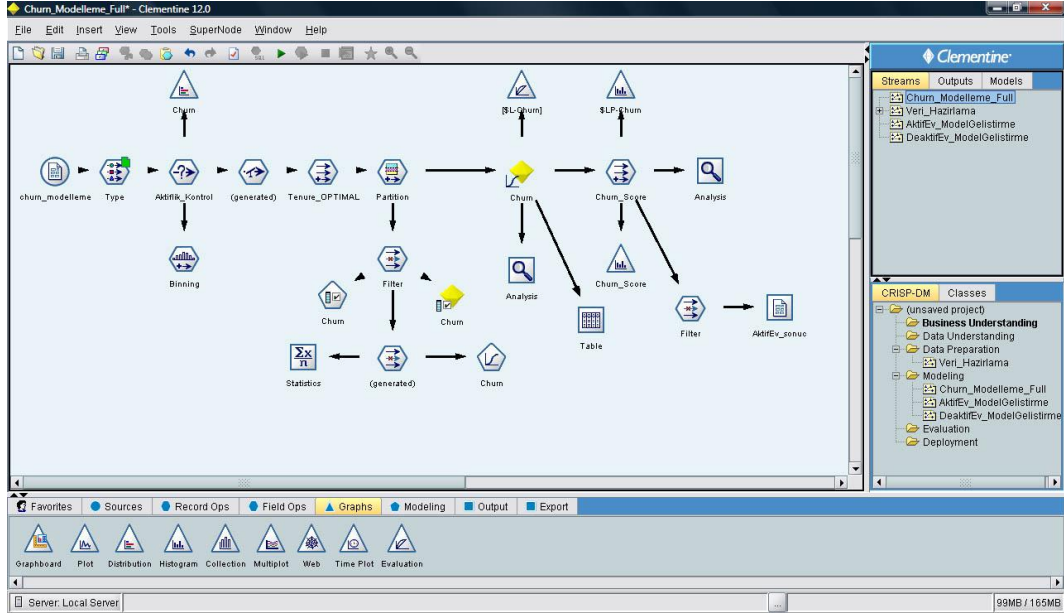 Churn_Modelleme_Full* - Clementine 12.0
File Edit Insert View Tools SuperNode Window Help
Clementine
Streams Outputs Models
Churn_Modelleme_Full
Veri_Hazirlama
AktifEv_ModelGelistirme
DeaktifEv_ModelGelistirme
Churn [$L-Churn] $LP-Churn
churn_modelleme Type Aktiflik_Kontrol (generated) Tenure_OPTIMAL Partition Churn Churn_Score Analysis
Binning Filter Analysis Churn_Score
Churn Churn Table Filter AktifEv_sonuc
Σx
n
Statistics (generated) Churn
CRISP-DM Classes
(unsaved project)
Business Understanding
Data Understanding
Data Preparation
Veri_Hazirlama
Modeling
Churn_Modelleme_Full
AktifEv_ModelGelistirme
DeaktifEv_ModelGelistirme
Evaluation
Deployment
Favorites Sources Record Ops Field Ops Graphs Modeling Output Export
Graphboard Plot Distribution Histogram Collection Multiplot Web Time Plot Evaluation
Server: Local Server ... 99MB / 165MB